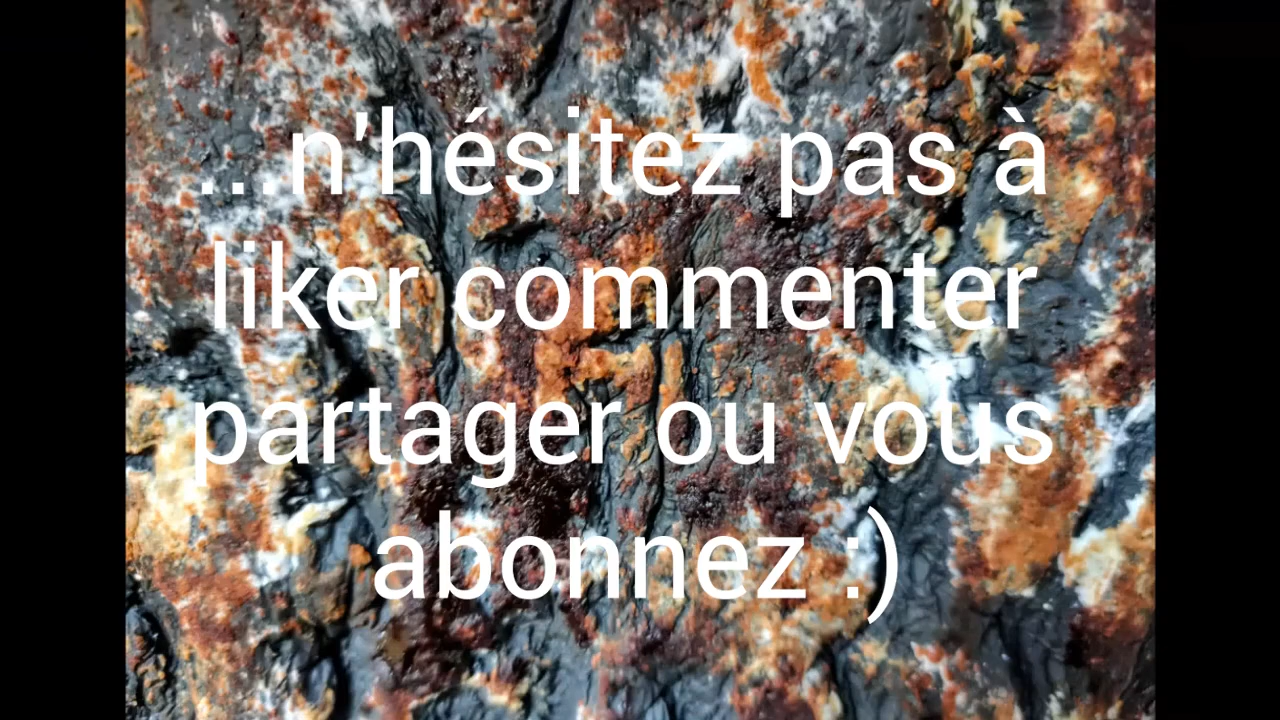 ...n'hésitez pas à
liker commenter
partager ou vous
abonnez :)